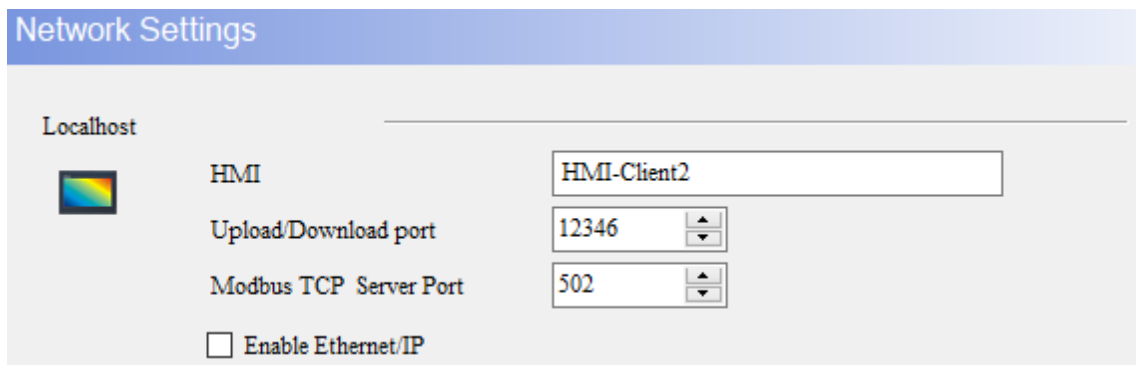 Network Settings
Localhost
HMI HMI-Client2
Upload/Download port 12346
Modbus TCP Server Port 502
Enable Ethernet/IP